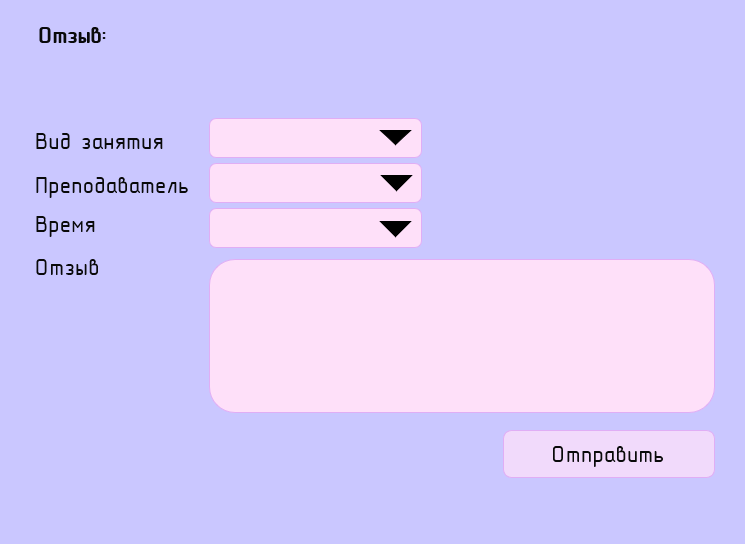 Отзыв:
Вид занятия
Преподаватель
Время
Отзыв
Отправить